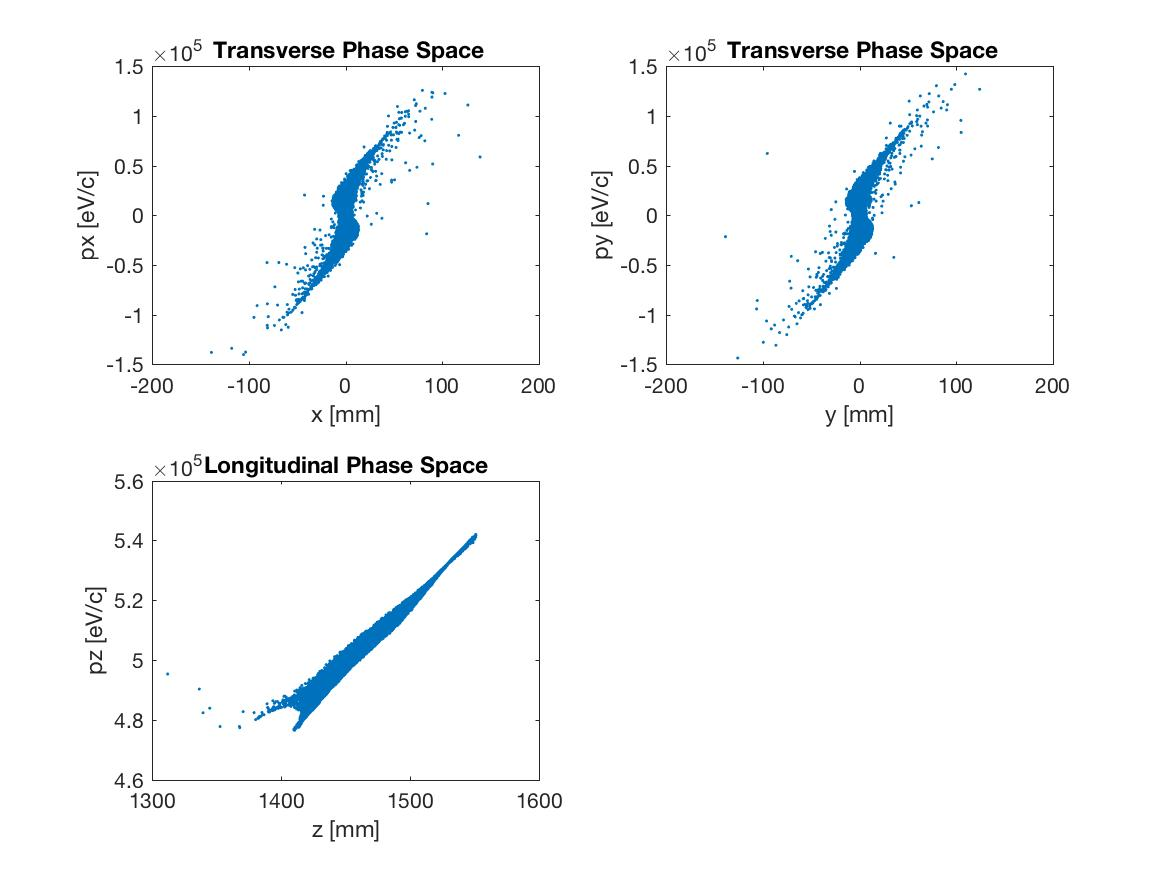 ×10^5 Transverse Phase Space
1.5
1
0.5
0
-0.5
-1
-1.5
px [eV/c]
-200 -100 0 100 200
x [mm]
×10^5 Transverse Phase Space
1.5
1
0.5
0
-0.5
-1
-1.5
py [eV/c]
-200 -100 0 100 200
y [mm]
×10^5 Longitudinal Phase Space
5.6
5.4
5.2
5
4.8
4.6
pz [eV/c]
1300 1400 1500 1600
z [mm]